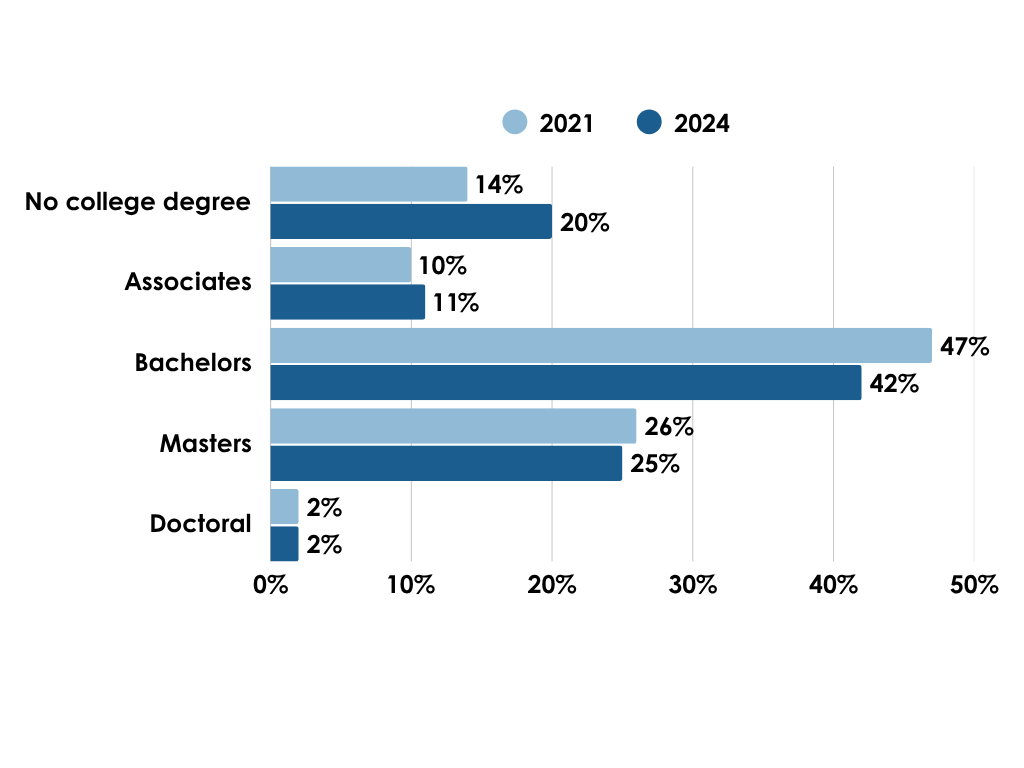 2021 2024
No college degree
14%
20%
Associates
10%
11%
Bachelors
47%
42%
Masters
26%
25%
Doctoral
2%
2%
0% 10% 20% 30% 40% 50%